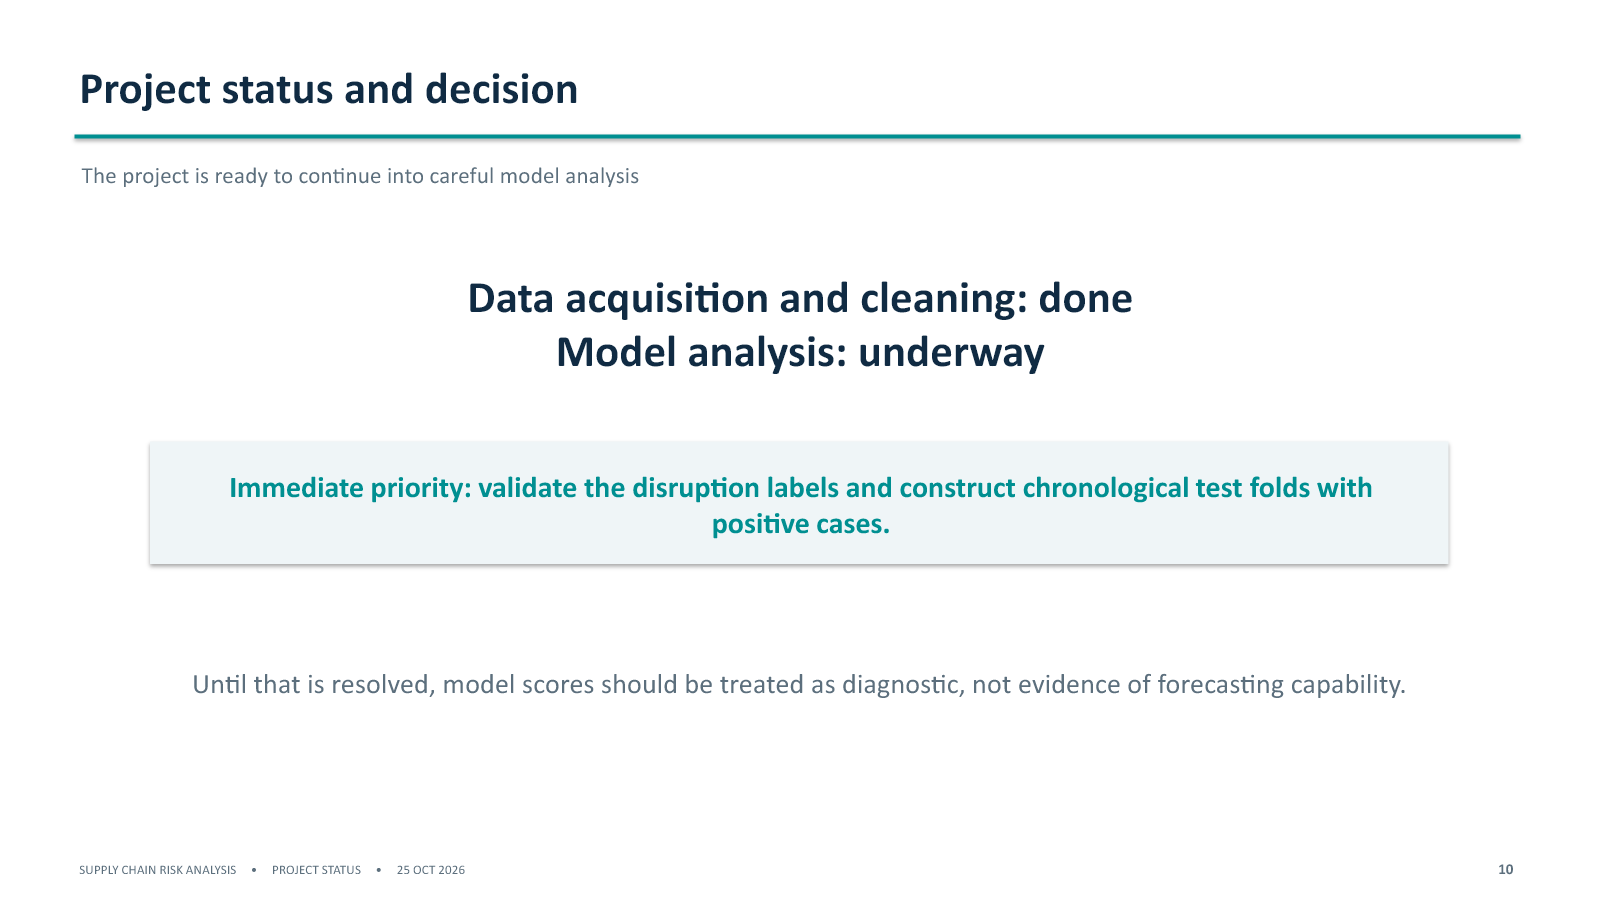 Project status and decision
The project is ready to continue into careful model analysis
Data acquisition and cleaning: done
Model analysis: underway
Immediate priority: validate the disruption labels and construct chronological test folds with
positive cases.
Until that is resolved, model scores should be treated as diagnostic, not evidence of forecasting capability.
SUPPLY CHAIN RISK ANALYSIS • PROJECT STATUS • 25 OCT 2026
10